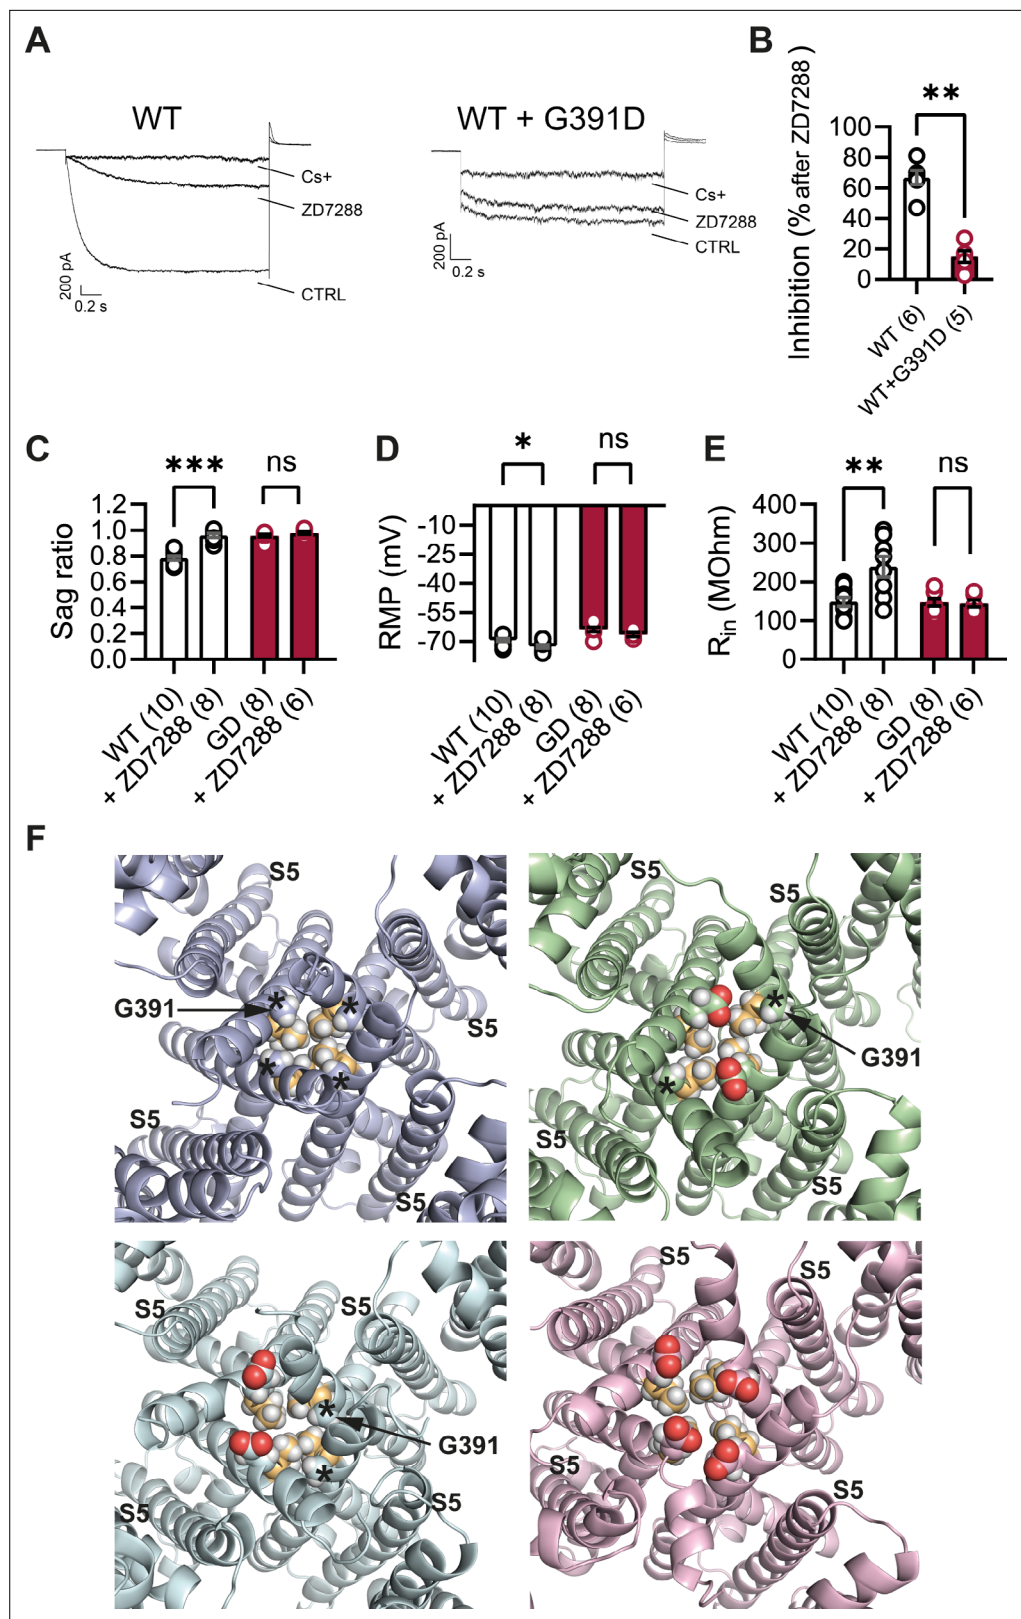 A
WT
Cs+
ZD7288
CTRL
200 pA
0.2 s
WT + G391D
Cs+
ZD7288
CTRL
200 pA
0.2 s
B
**
Inhibition (% after ZD7288)
100
80
60
40
20
0
WT (6)
WT+G391D (5)
C
***
ns
Sag ratio
1.2
1.0
0.8
0.6
0.4
0.2
0.0
WT (10)
+ ZD7288 (8)
GD (8)
+ ZD7288 (6)
D
*
ns
RMP (mV)
-10
-25
-40
-55
-70
WT (10)
+ ZD7288 (8)
GD (8)
+ ZD7288 (6)
E
**
ns
Rin (MOhm)
400
300
200
100
0
WT (10)
+ ZD7288 (8)
GD (8)
+ ZD7288 (6)
F
S5
G391
*
*
S5
*
*
S5
S5
S5
*
G391
*
S5
S5
S5
S5
*
G391
*
S5
S5
S5
S5
S5
S5